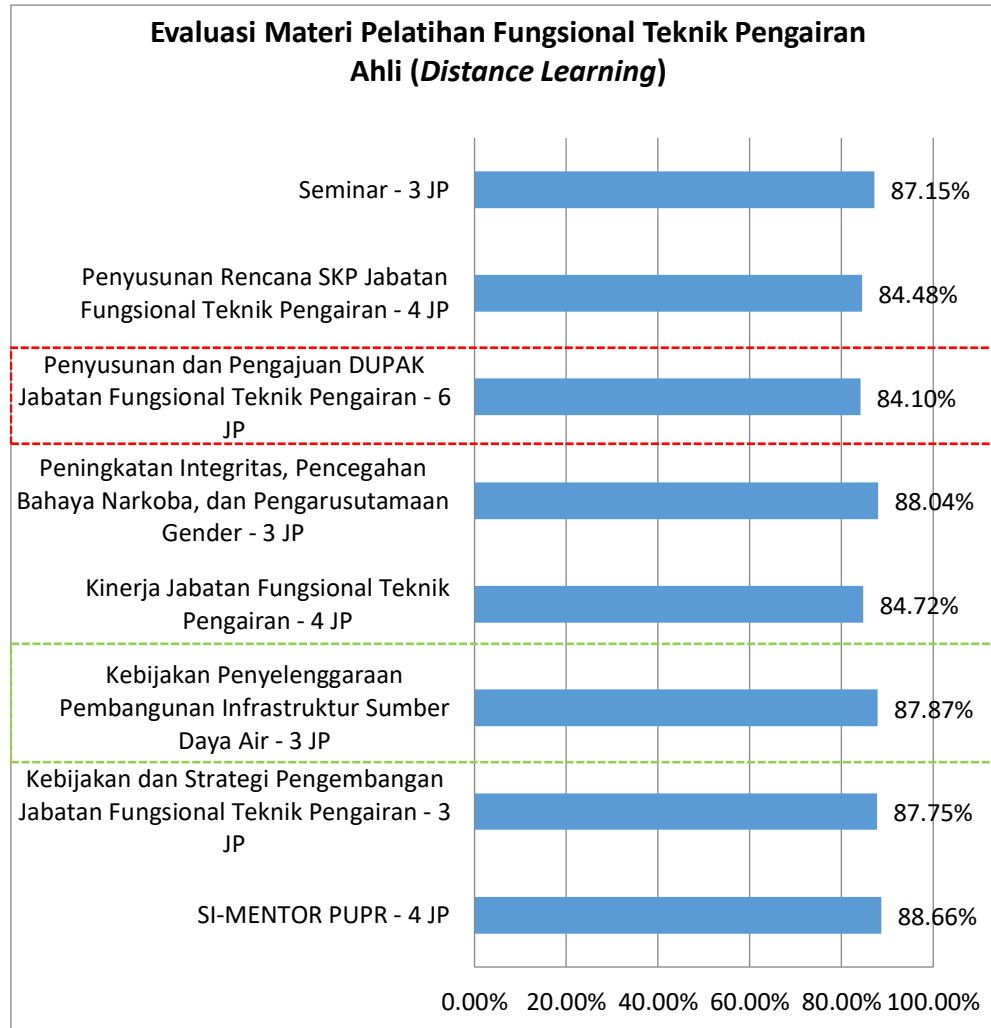 Evaluasi Materi Pelatihan Fungsional Teknik Pengairan
Ahli (Distance Learning)
Seminar - 3 JP
87.15%
Penyusunan Rencana SKP Jabatan
Fungsional Teknik Pengairan - 4 JP
84.48%
Penyusunan dan Pengajuan DUPAK
Jabatan Fungsional Teknik Pengairan - 6
JP
84.10%
Peningkatan Integritas, Pencegahan
Bahaya Narkoba, dan Pengarusutamaan
Gender - 3 JP
88.04%
Kinerja Jabatan Fungsional Teknik
Pengairan - 4 JP
84.72%
Kebijakan Penyelenggaraan
Pembangunan Infrastruktur Sumber
Daya Air - 3 JP
87.87%
Kebijakan dan Strategi Pengembangan
Jabatan Fungsional Teknik Pengairan - 3
JP
87.75%
SI-MENTOR PUPR - 4 JP
88.66%
0.00% 20.00% 40.00% 60.00% 80.00% 100.00%